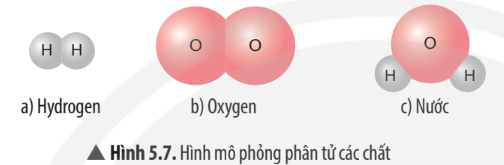 H H
O O
O
H H
a) Hydrogen b) Oxygen c) Nước
▲ Hình 5.7. Hình mô phỏng phân tử các chất